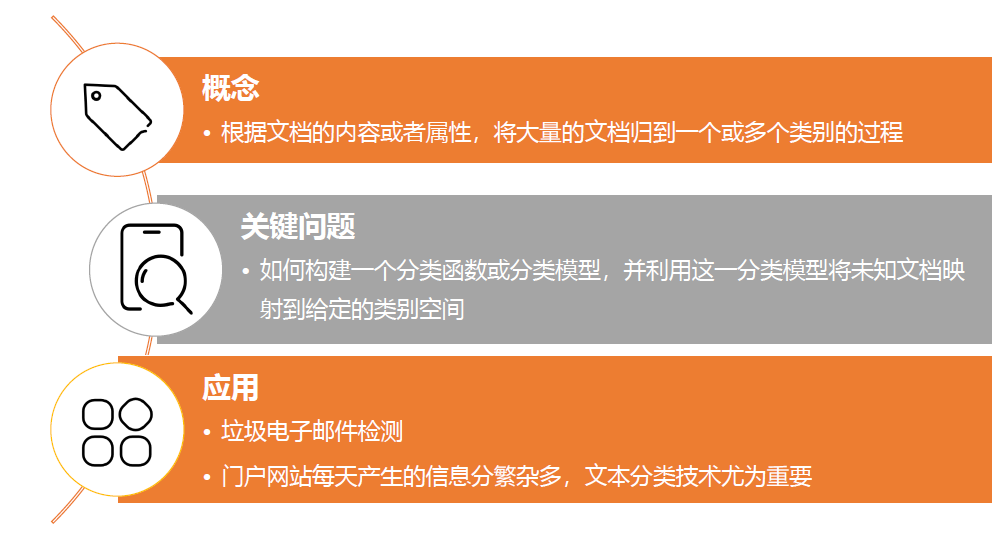 概念
• 根据文档的内容或者属性，将大量的文档归到一个或多个类别的过程
关键问题
• 如何构建一个分类函数或分类模型，并利用这一分类模型将未知文档映
射到给定的类别空间
应用
• 垃圾电子邮件检测
• 门户网站每天产生的信息分繁杂多，文本分类技术尤为重要